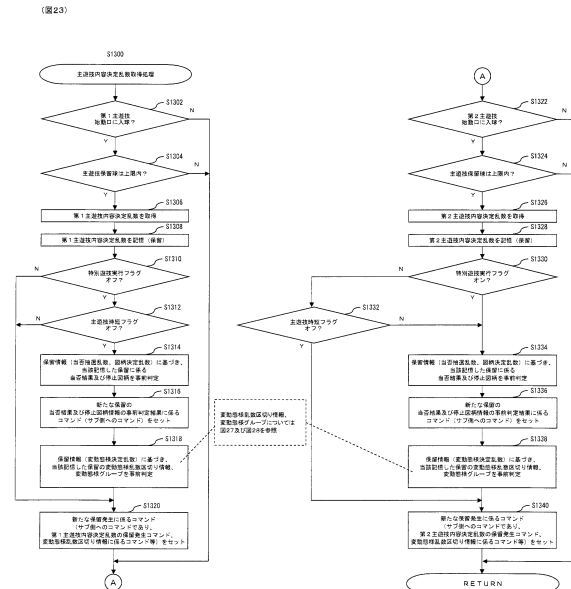 (図23)
S1300
主遊技内容決定乱数取得処理
S1302
第1主遊技
始動口に入球?
N
Y
S1304
主遊技保留球は上限内?
N
Y
S1306
第1主遊技内容決定乱数を取得
S1308
第1主遊技内容決定乱数を記憶(保留)
S1310
N
特別遊技実行フラグ
オフ?
Y
S1312
N
主遊技時短フラグ
オフ?
Y
S1314
保留情報(当否抽選乱数、図柄決定乱数)に基づき、
当該記憶した保留に係る
当否結果及び停止図柄を事前判定
S1316
新たな保留の
当否結果及び停止図柄情報の事前判定結果に係る
コマンド(サブ側へのコマンド)をセット
S1318
保留情報(変動態様決定乱数)に基づき、
当該記憶した保留の変動態様乱数区切り情報、
変動態様グループを事前判定
S1320
新たな保留発生に係るコマンド
(サブ側へのコマンドであり、
第1主遊技内容決定乱数の保留発生コマンド、
変動態様乱数区切り情報に係るコマンド等)をセット
A
変動態様乱数区切り情報、
変動態様グループについては
図27及び図28を参照
A
S1322
第2主遊技
始動口に入球?
N
Y
S1324
主遊技保留球は上限内?
N
Y
S1326
第2主遊技内容決定乱数を取得
S1328
第2主遊技内容決定乱数を記憶(保留)
S1330
N
特別遊技実行フラグ
オン?
Y
S1332
主遊技時短フラグ
オフ?
N
Y
S1334
保留情報(当否抽選乱数、図柄決定乱数)に基づき、
当該記憶した保留に係る
当否結果及び停止図柄を事前判定
S1336
新たな保留の
当否結果及び停止図柄情報の事前判定結果に係る
コマンド(サブ側へのコマンド)をセット
S1338
保留情報(変動態様決定乱数)に基づき、
当該記憶した保留の変動態様乱数区切り情報、
変動態様グループを事前判定
S1340
新たな保留発生に係るコマンド
(サブ側へのコマンドであり、
第2主遊技内容決定乱数の保留発生コマンド、
変動態様乱数区切り情報に係るコマンド等)をセット
RETURN